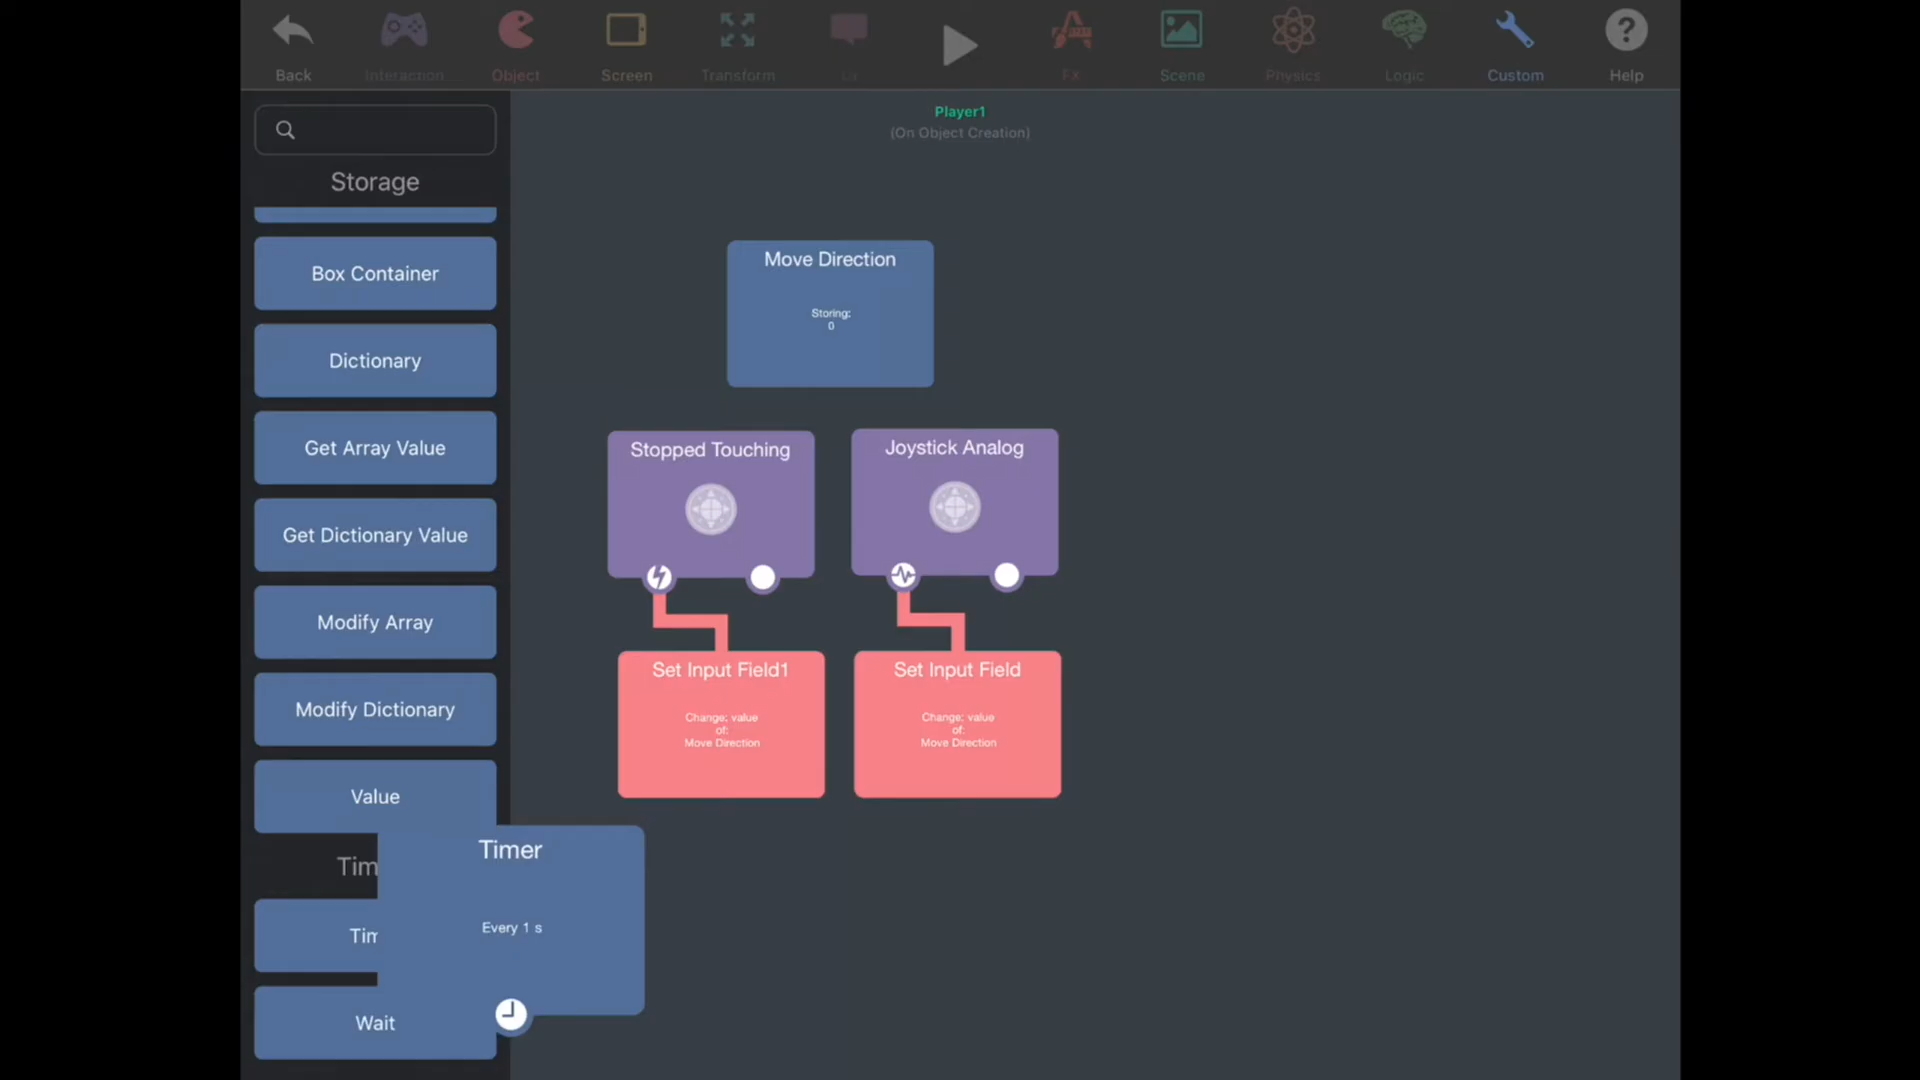 Back
Interaction
Object
Screen
Transform
FX
Scene
Physics
Logic
Custom
Help
Player1
(On Object Creation)
Storage
Box Container
Dictionary
Get Array Value
Get Dictionary Value
Modify Array
Modify Dictionary
Value
Tim
Tim
Wait
Move Direction
Storing:
0
Stopped Touching
Joystick Analog
Set Input Field1
Change: value
of:
Move Direction
Set Input Field
Change: value
of:
Move Direction
Timer
Every 1 s